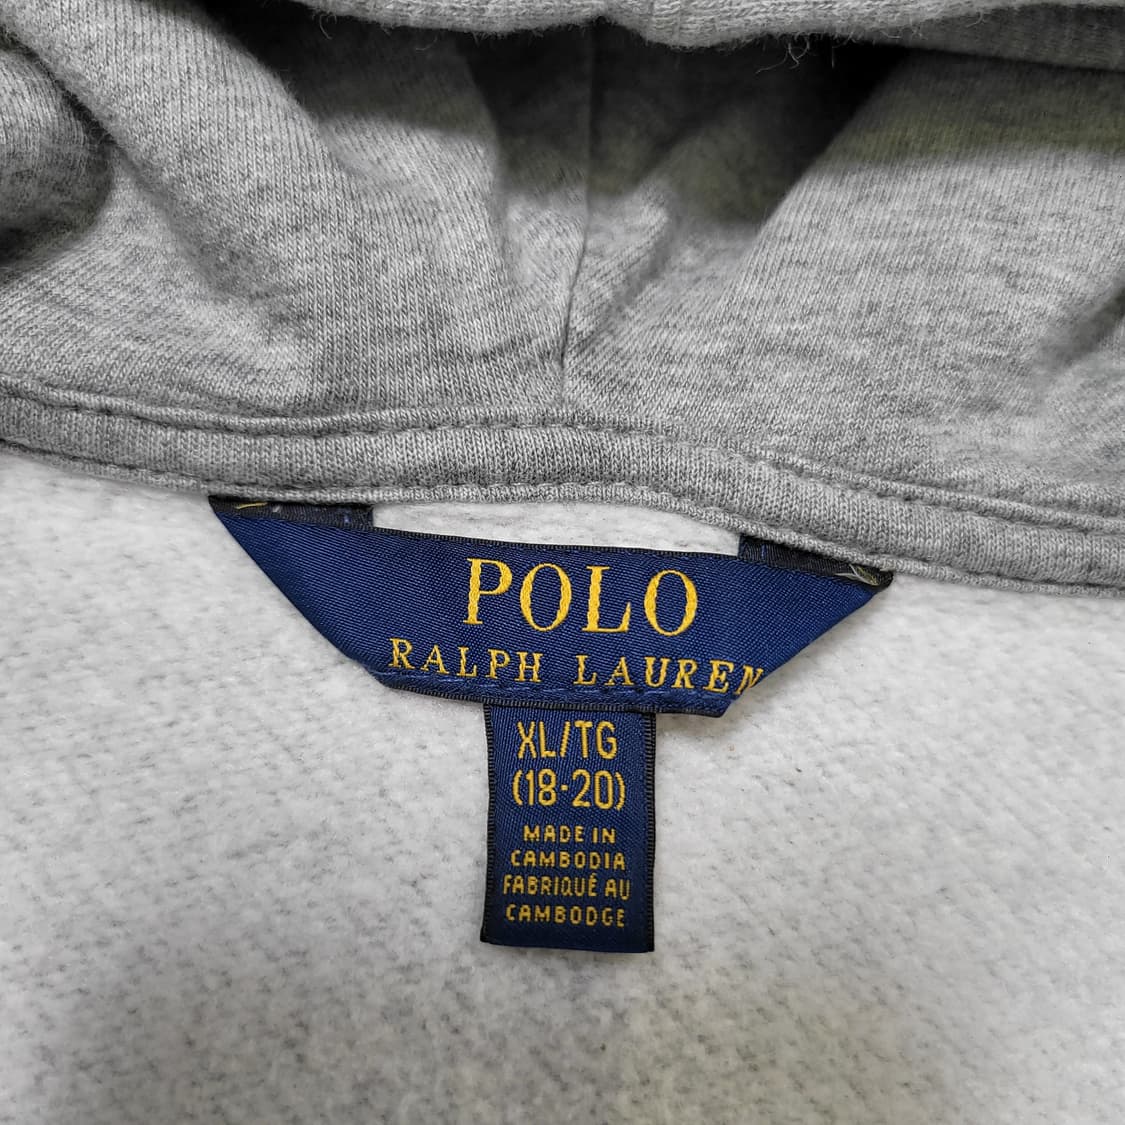 POLO
RALPH LAUREN
XL/TG
(18-20)
MADE IN
CAMBODIA
FABRIQUÉ AU
CAMBODGE